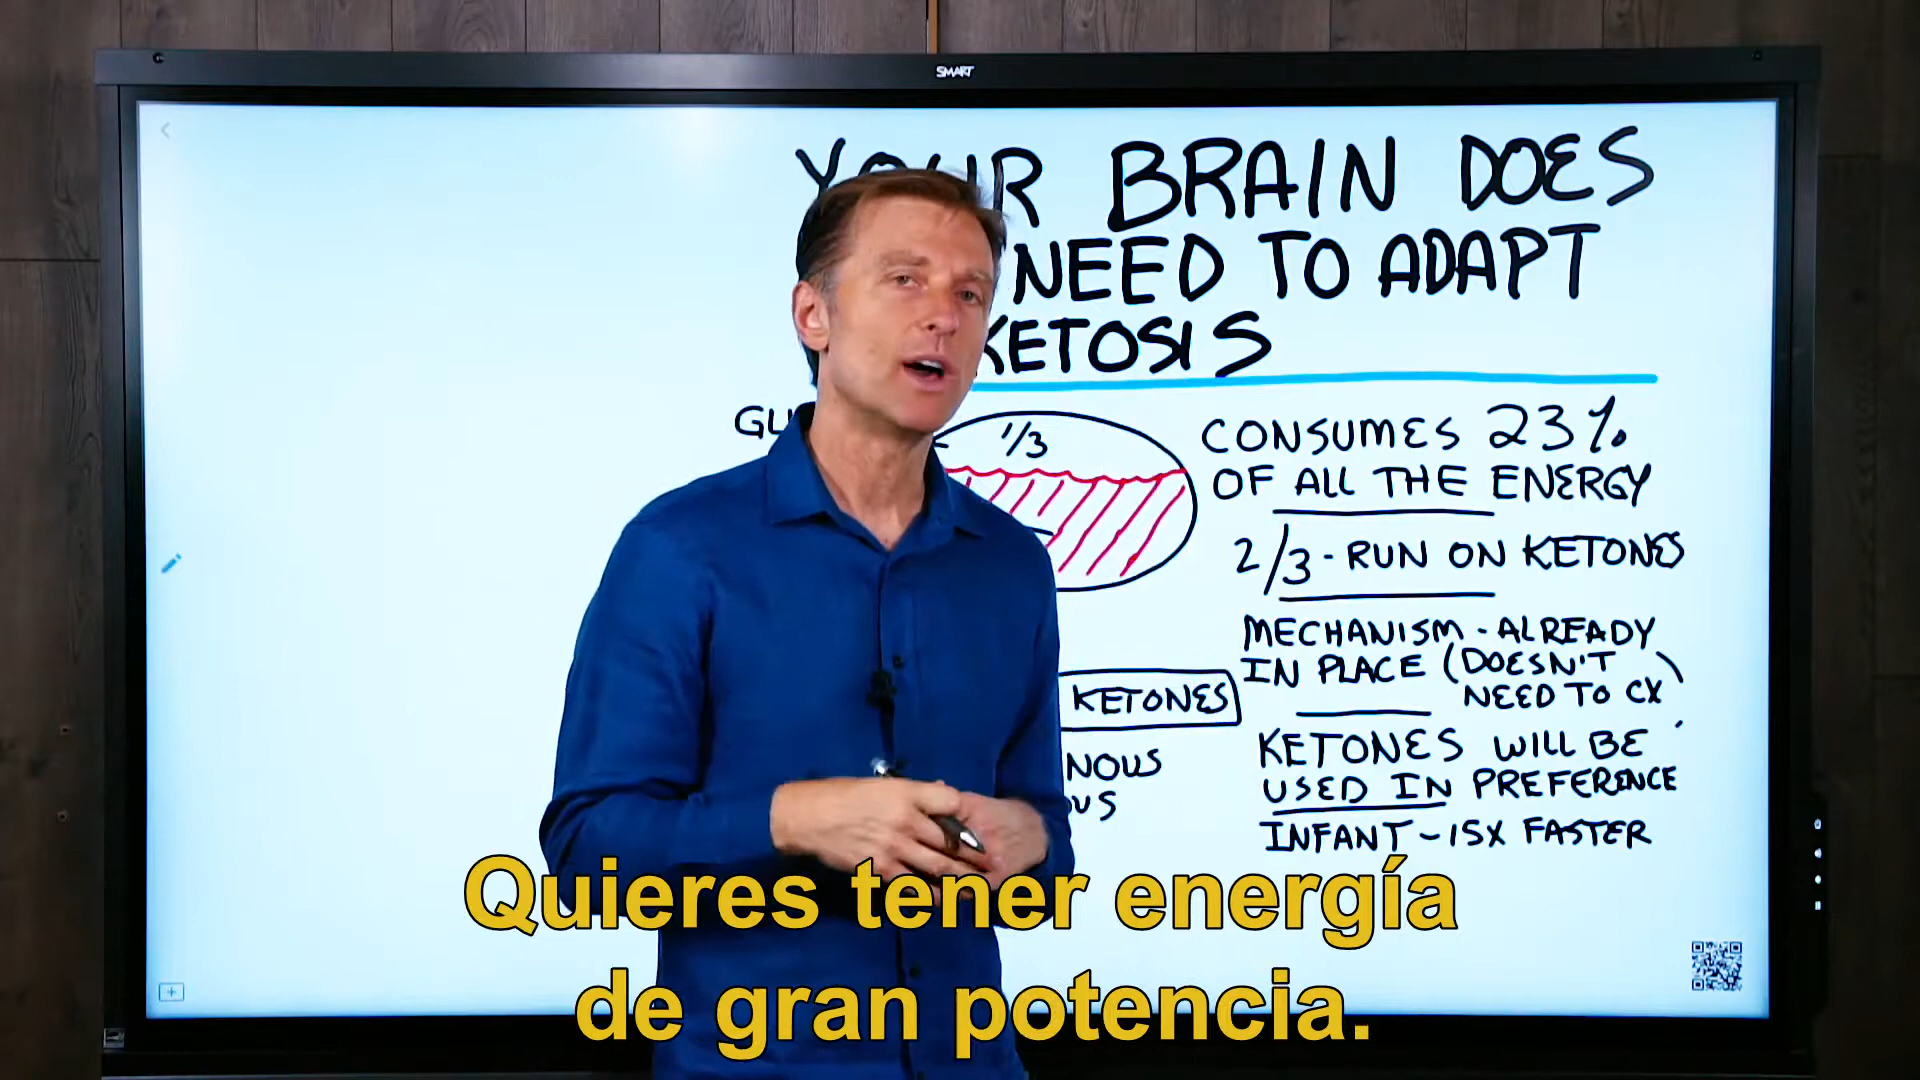 SMART
YOUR BRAIN DOES
NEED TO ADAPT
KETOSIS
1/3
CONSUMES 23%
OF ALL THE ENERGY
2/3 - RUN ON KETONES
MECHANISM - ALREADY
IN PLACE (DOESN'T
NEED TO CX)
KETONES
KETONES WILL BE
USED IN PREFERENCE
INFANT - 15X FASTER
Quieres tener energía
de gran potencia.